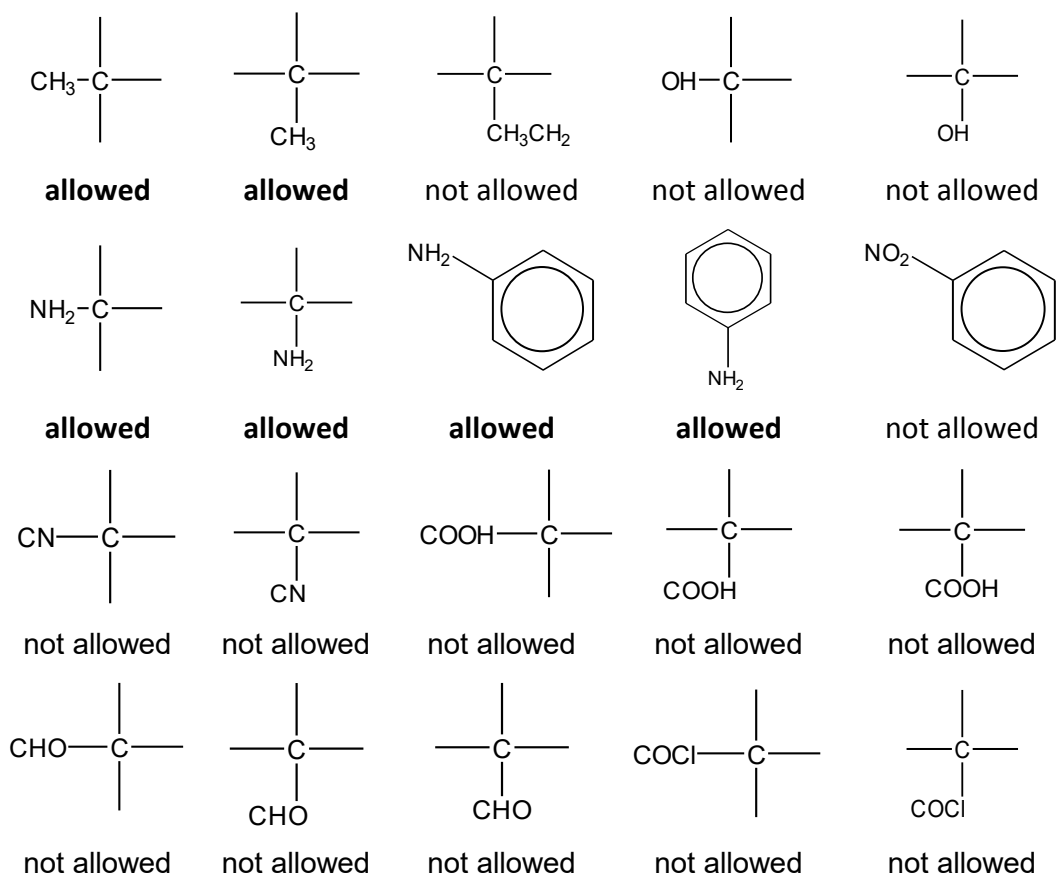 CH3 C C C OH C C
CH3 CH3CH2 OH
allowed allowed not allowed not allowed not allowed
NH2 NO2
NH2 C C
NH2 NH2
allowed allowed allowed allowed not allowed
CN C C COOH C C C
CN COOH COOH
not allowed not allowed not allowed not allowed not allowed
CHO C C C COCl C C
CHO CHO COCl
not allowed not allowed not allowed not allowed not allowed